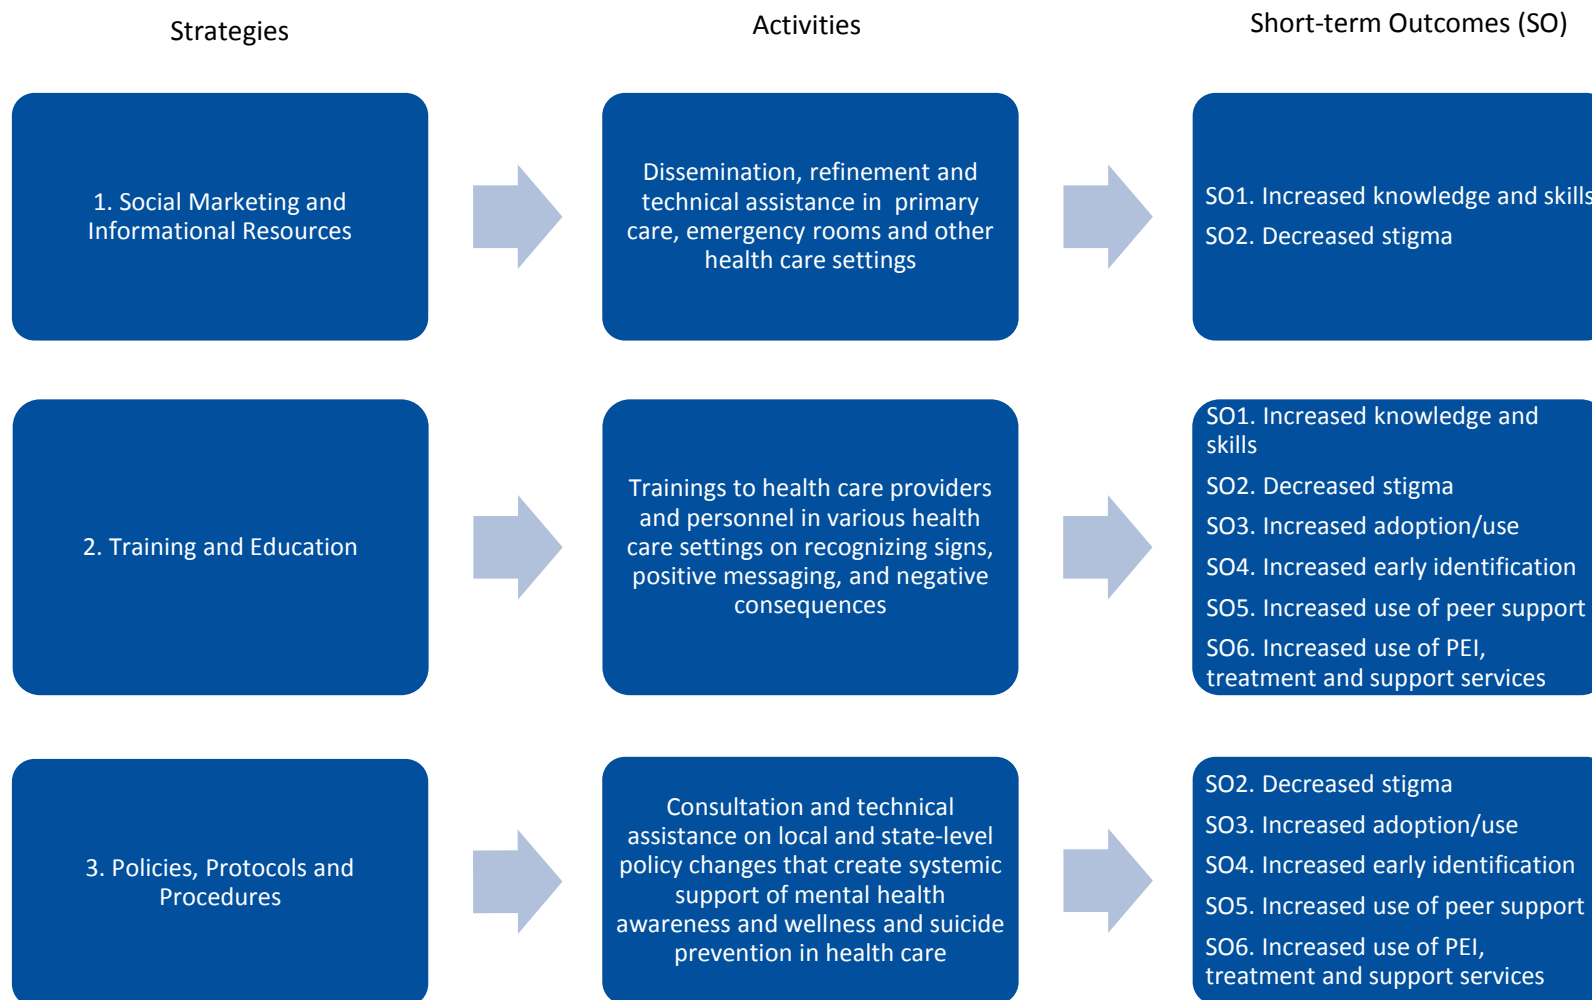 Strategies
Activities
Short-term Outcomes (SO)
1. Social Marketing and
Informational Resources
Dissemination, refinement and
technical assistance in primary
care, emergency rooms and other
health care settings
SO1. Increased knowledge and skills
SO2. Decreased stigma
2. Training and Education
Trainings to health care providers
and personnel in various health
care settings on recognizing signs,
positive messaging, and negative
consequences
SO1. Increased knowledge and
skills
SO2. Decreased stigma
SO3. Increased adoption/use
SO4. Increased early identification
SO5. Increased use of peer support
SO6. Increased use of PEI,
treatment and support services
3. Policies, Protocols and
Procedures
Consultation and technical
assistance on local and state-level
policy changes that create systemic
support of mental health
awareness and wellness and suicide
prevention in health care
SO2. Decreased stigma
SO3. Increased adoption/use
SO4. Increased early identification
SO5. Increased use of peer support
SO6. Increased use of PEI,
treatment and support services